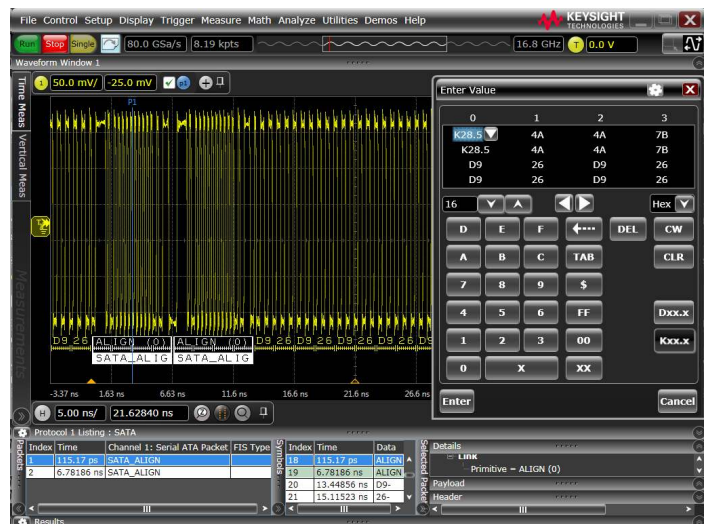 File Control Setup Display Trigger Measure Math Analyze Utilities Demos Help
KEYSIGHT
TECHNOLOGIES
Run Stop Single 80.0 GSa/s 8.19 kpts 16.8 GHz T 0.0 V
Waveform Window 1
1 50.0 mV/ -25.0 mV p1
Time Meas
Vertical Meas
Measurements
P1
D9 26 ALIGN (0) ALIGN (0) D9 26 D9 26 D9 26 D9 26 D9
SATA_ALIG SATA_ALIG
-3.37 ns 1.63 ns 6.63 ns 11.6 ns 16.6 ns 21.6 ns 26.6 ns
H 5.00 ns/ 21.62840 ns
Enter Value
0 1 2 3
K28.5 4A 4A 7B
K28.5 4A 4A 7B
D9 26 D9 26
D9 26 D9 26
16 Hex
D E F DEL CW
A B C TAB CLR
7 8 9 $
4 5 6 FF Dxx.x
1 2 3 00 Kxx.x
0 X XX
Enter Cancel
Protocol 1 Listing : SATA
Packets
Index Time Channel 1: Serial ATA Packet FIS Type
1 115.17 ps SATA_ALIGN
2 6.78186 ns SATA_ALIGN
Symbols
Index Time Data
18 115.17 ps ALIGN
19 6.78186 ns ALIGN
20 13.44856 ns D9-
21 15.11523 ns 26-
Selected Packet
Details
Link
Primitive = ALIGN (0)
Payload
Header
Results